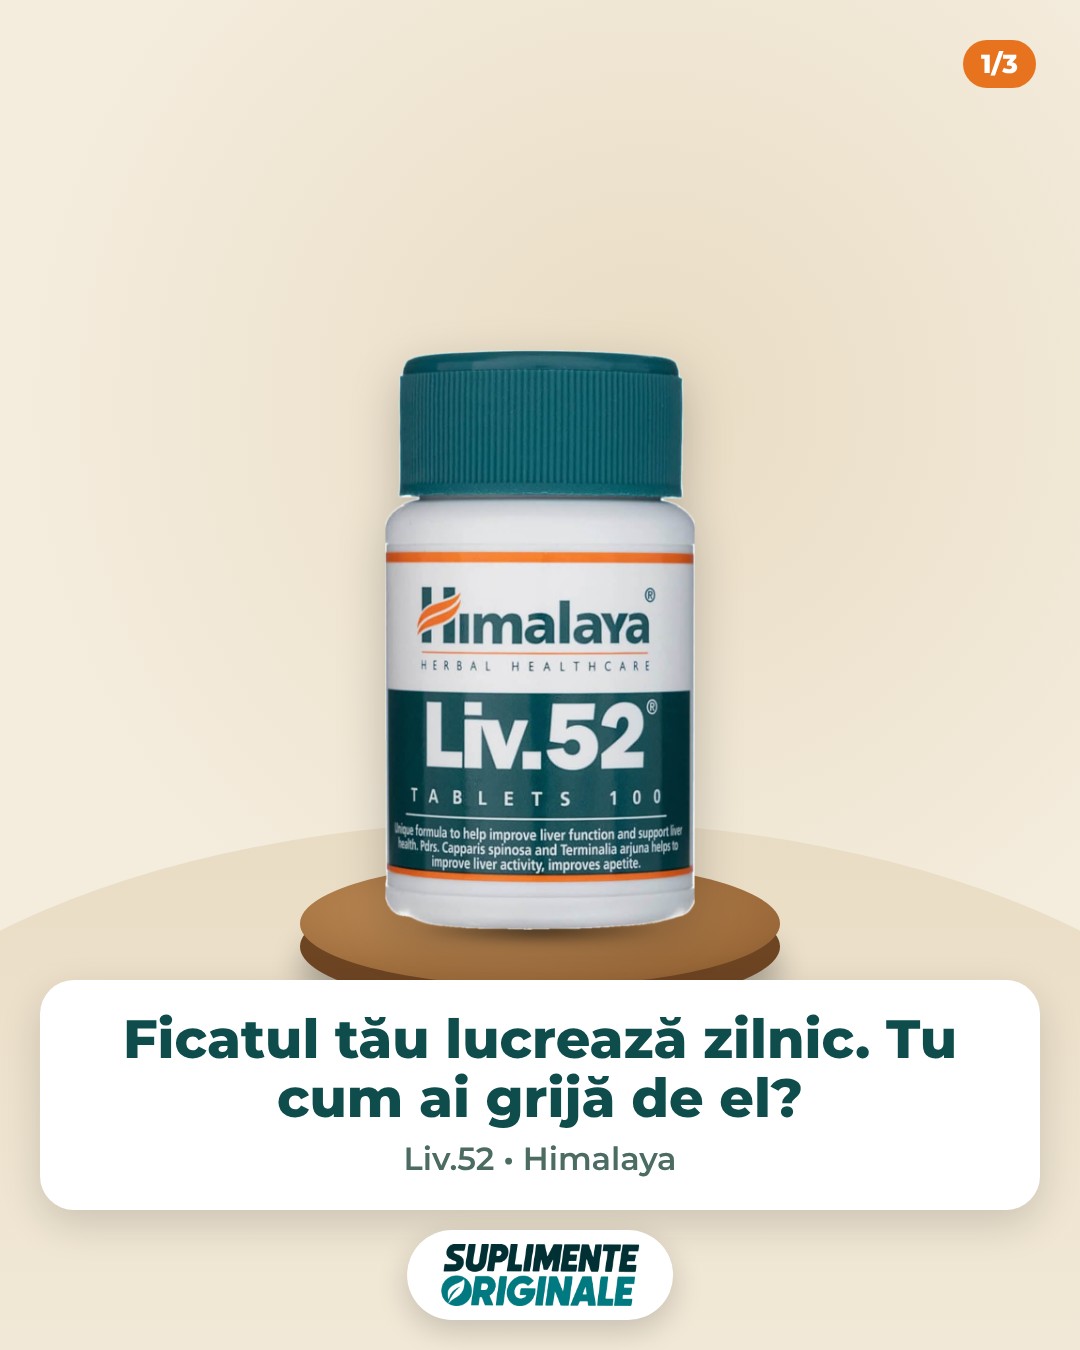 1/3
Himalaya®
HERBAL HEALTHCARE
Liv.52®
TABLETS 100
Unique formula to help improve liver function and support liver
health. Pdrs. Capparis spinosa and Terminalia arjuna helps to
improve liver activity, improves apetite.
Ficatul tău lucrează zilnic. Tu
cum ai grijă de el?
Liv.52 • Himalaya
SUPLIMENTE
ORIGINALE